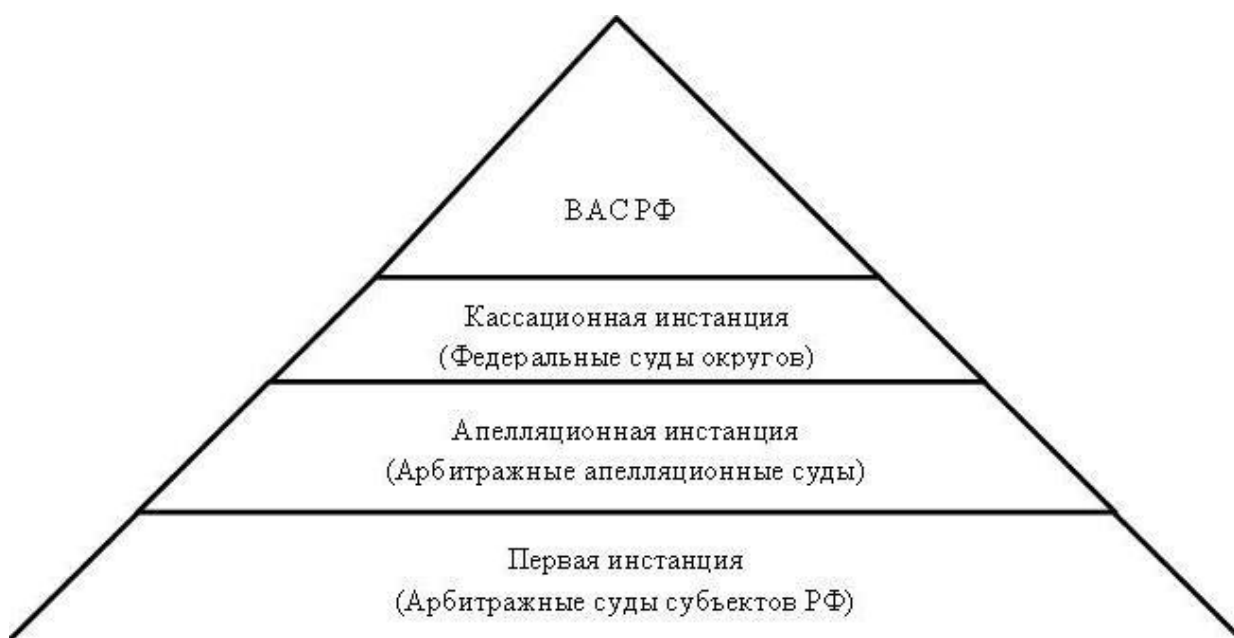 ВАС РФ
Кассационная инстанция
(Федеральные суды округов)
Апелляционная инстанция
(Арбитражные апелляционные суды)
Первая инстанция
(Арбитражные суды субъектов РФ)